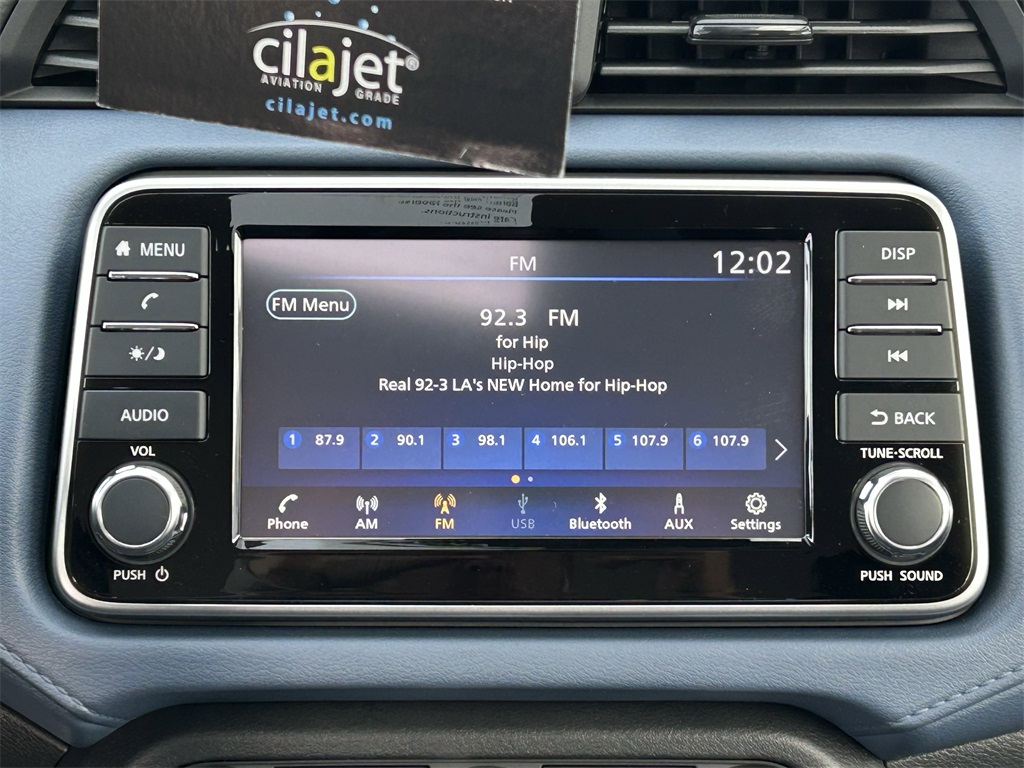 cilajet®
AVIATION GRADE
cilajet.com
MENU
AUDIO
VOL
PUSH
FM
12:02
FM Menu
92.3 FM
for Hip
Hip-Hop
Real 92-3 LA's NEW Home for Hip-Hop
1 87.9
2 90.1
3 98.1
4 106.1
5 107.9
6 107.9
Phone
AM
FM
USB
Bluetooth
AUX
Settings
DISP
BACK
TUNE·SCROLL
PUSH SOUND